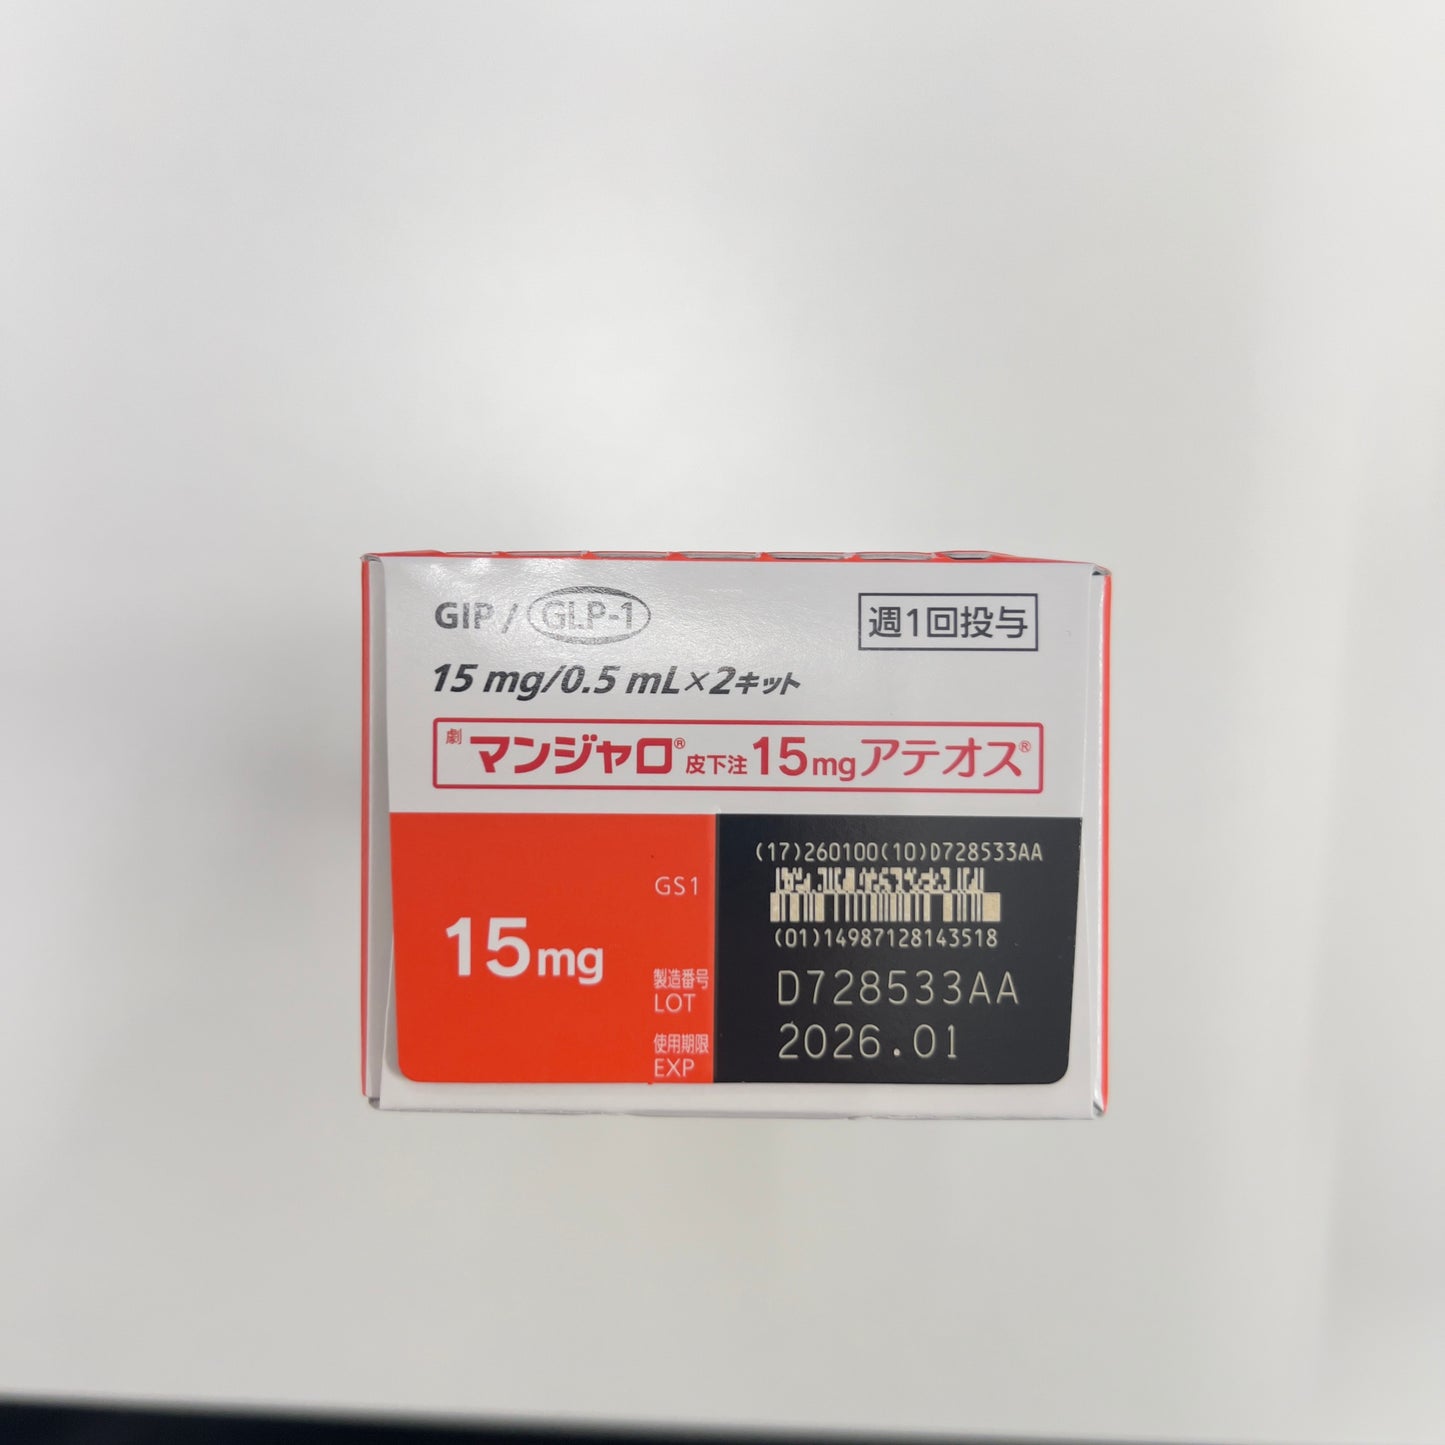 GIP / GLP-1
週1回投与
15 mg/0.5 mL×2キット
劇 マンジャロ® 皮下注 15mg アテオス®
(17)260100(10)D728533AA
GS1
(01)14987128143518
15mg
製造番号
LOT
D728533AA
使用期限
EXP
2026.01